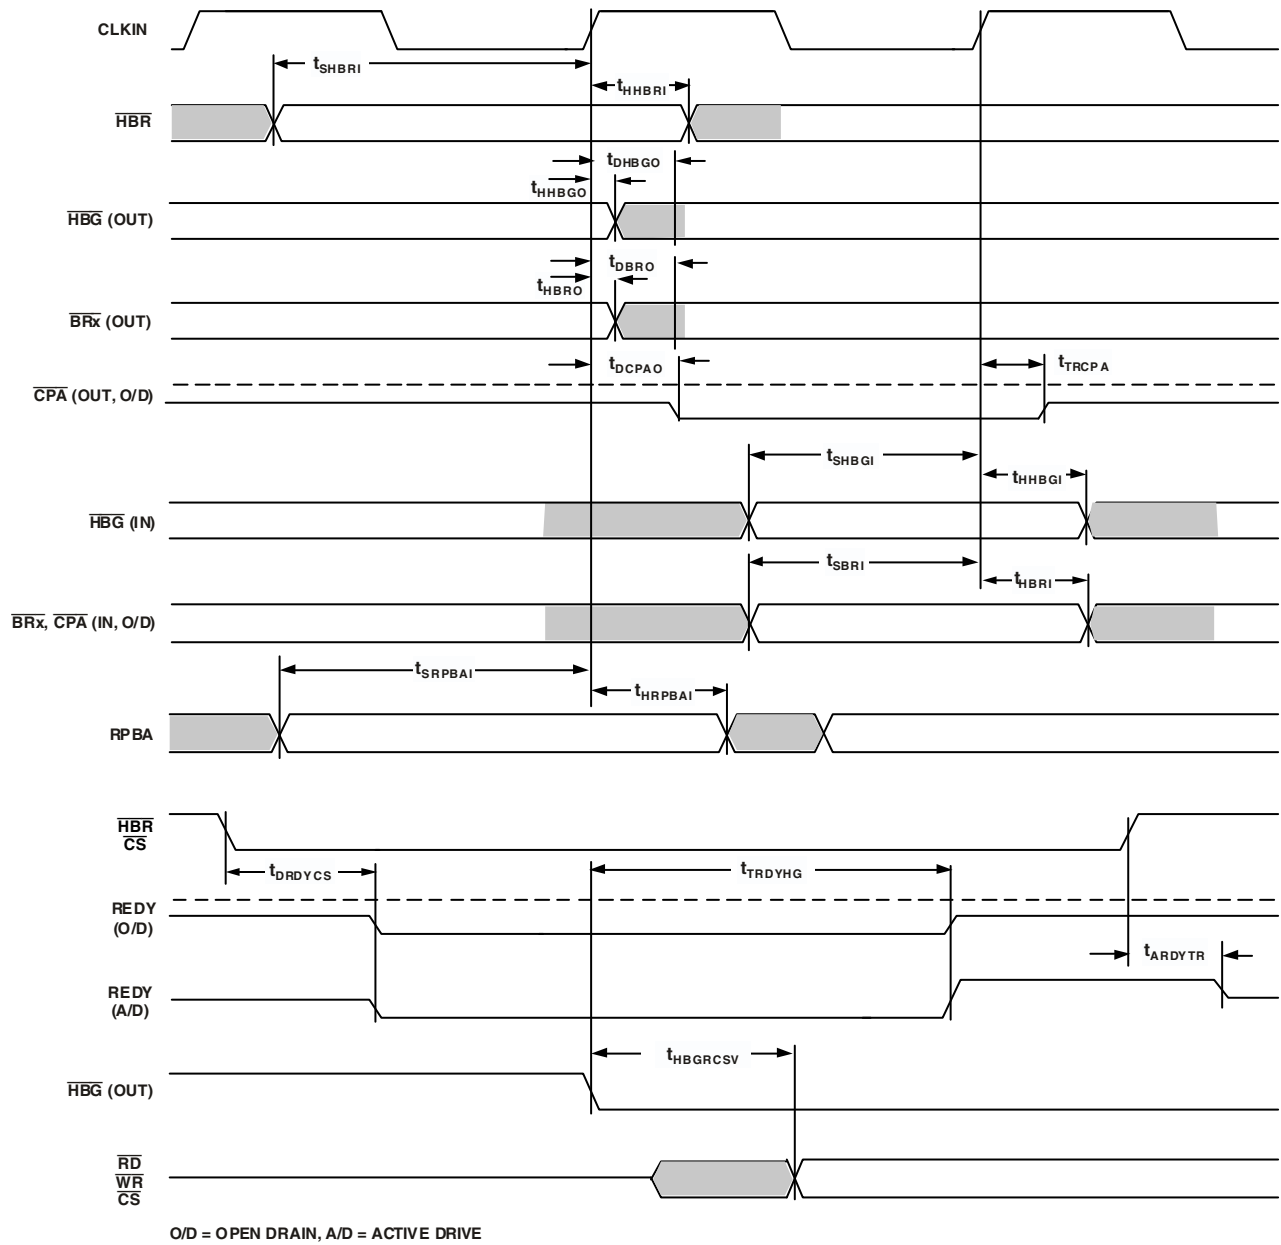 CLKIN
tSHBRI
tHHBRI
HBR
tDHBGO
tHHBGO
HBG (OUT)
tDBRO
tHBRO
BRx (OUT)
tDCPAO
tTRCPA
CPA (OUT, O/D)
tSHBGI
tHHBGI
HBG (IN)
tSBRI
tHBRI
BRx, CPA (IN, O/D)
tSRPBAI
tHRPBAI
RPBA
HBR
CS
tDRDYCS
tTRDYHG
REDY
(O/D)
tARDYTR
REDY
(A/D)
tHBGRCSV
HBG (OUT)
RD
WR
CS
O/D = OPEN DRAIN, A/D = ACTIVE DRIVE